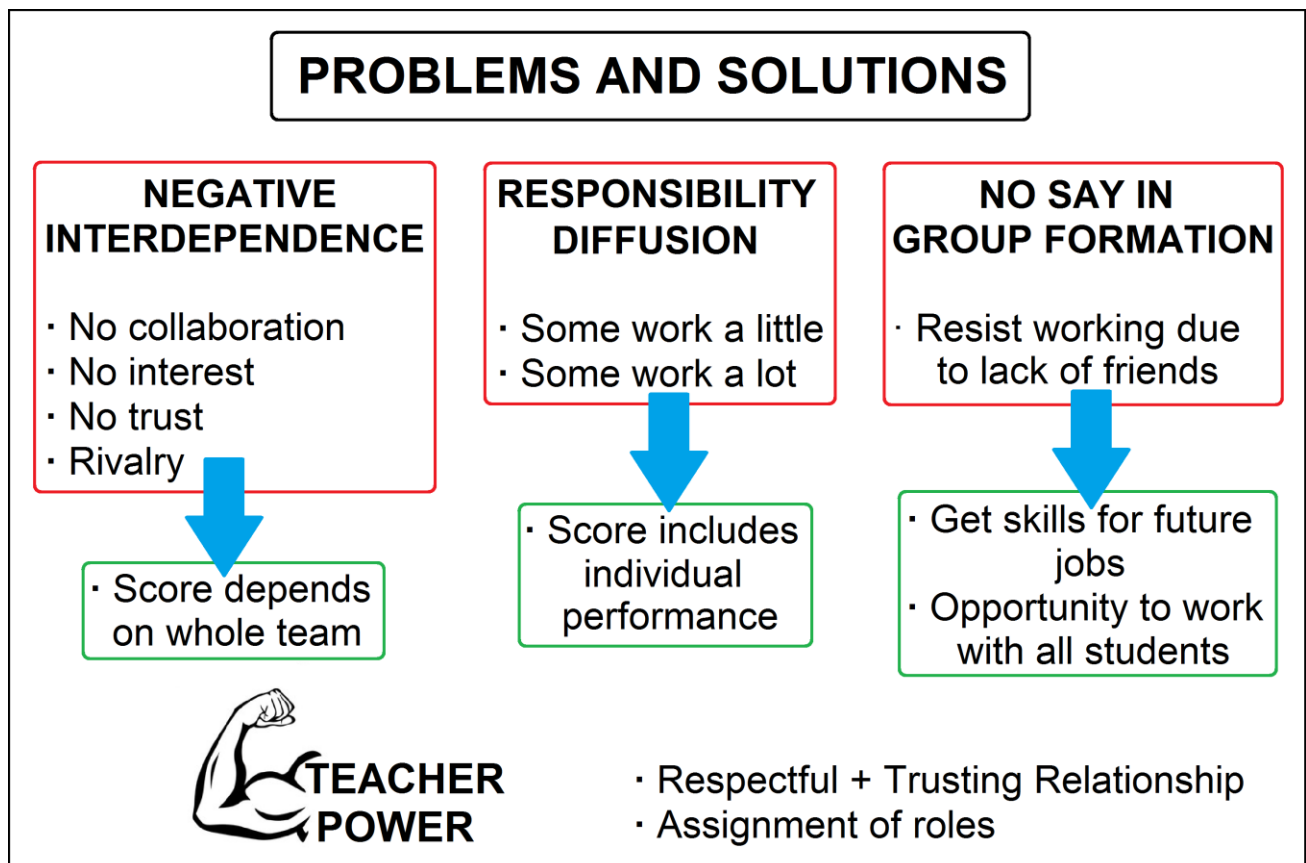 PROBLEMS AND SOLUTIONS
NEGATIVE
INTERDEPENDENCE
· No collaboration
· No interest
· No trust
· Rivalry
· Score depends
on whole team
RESPONSIBILITY
DIFFUSION
· Some work a little
· Some work a lot
· Score includes
individual
performance
NO SAY IN
GROUP FORMATION
· Resist working due
to lack of friends
· Get skills for future
jobs
· Opportunity to work
with all students
TEACHER
POWER
· Respectful + Trusting Relationship
· Assignment of roles